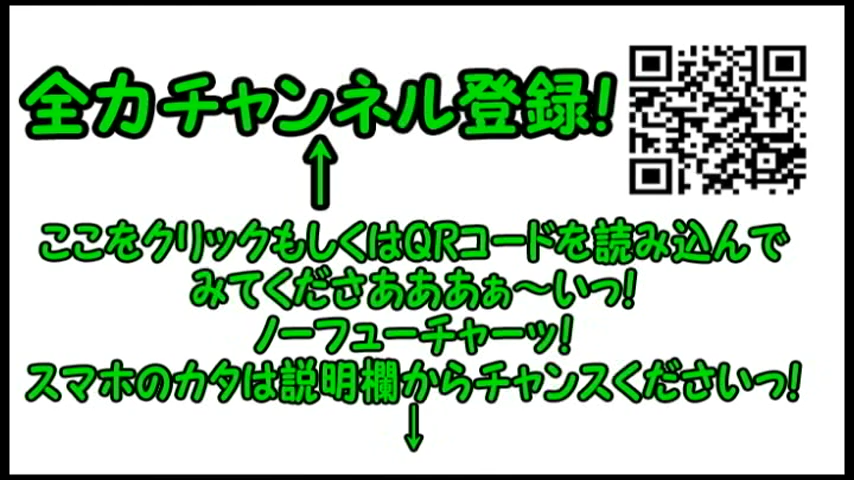 全力チャンネル登録!
↑
ここをクリックもしくはQRコードを読み込んで
みてくださあああぁ〜いっ!
ノーフューチャーッ!
スマホのカタは説明欄からチャンスくださいっ!
↓